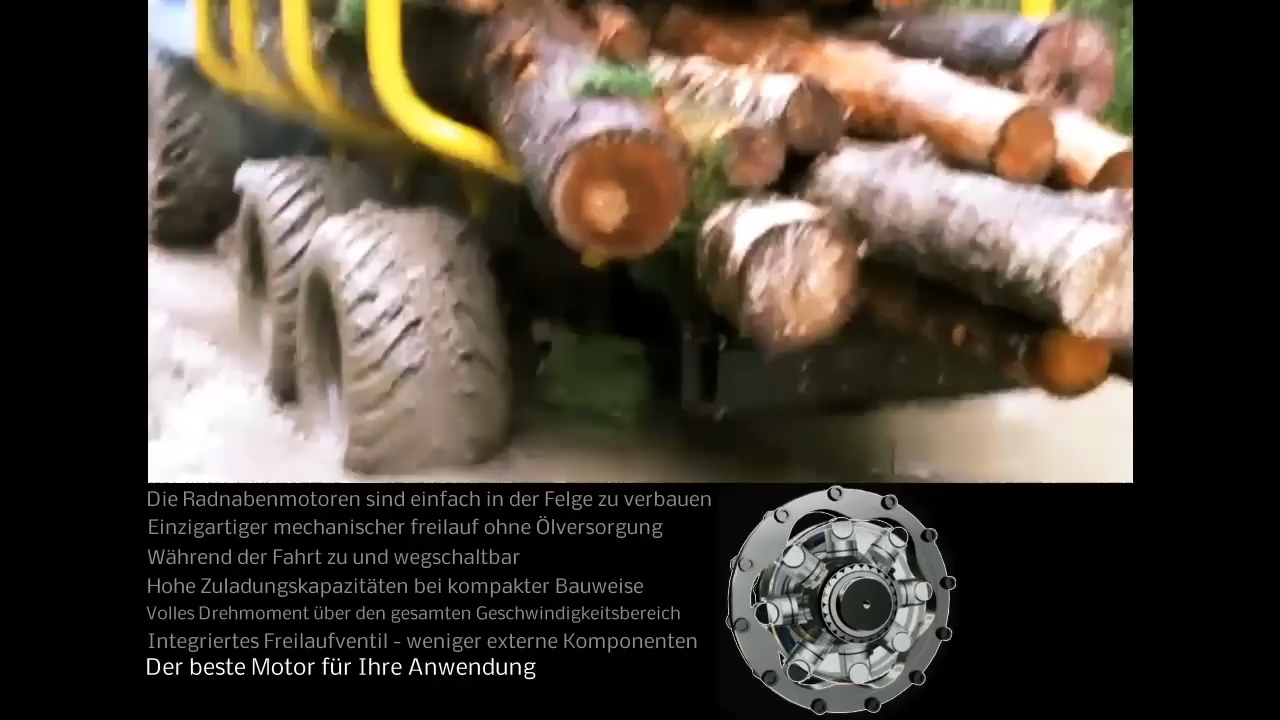 Die Radnabenmotoren sind einfach in der Felge zu verbauen
Einzigartiger mechanischer freilauf ohne Ölversorgung
Während der Fahrt zu und wegschaltbar
Hohe Zuladungskapazitäten bei kompakter Bauweise
Volles Drehmoment über den gesamten Geschwindigkeitsbereich
Integriertes Freilaufventil - weniger externe Komponenten
Der beste Motor für Ihre Anwendung